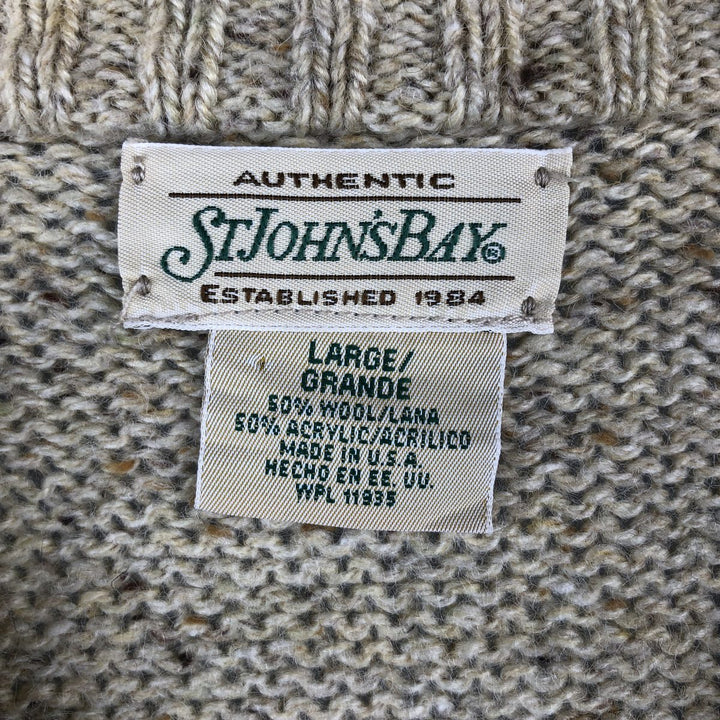 AUTHENTIC
ST.JOHN'S BAY®
ESTABLISHED 1984
LARGE/
GRANDE
50% WOOL/LANA
50% ACRYLIC/ACRILICO
MADE IN U.S.A.
HECHO EN EE. UU.
WPL 11935